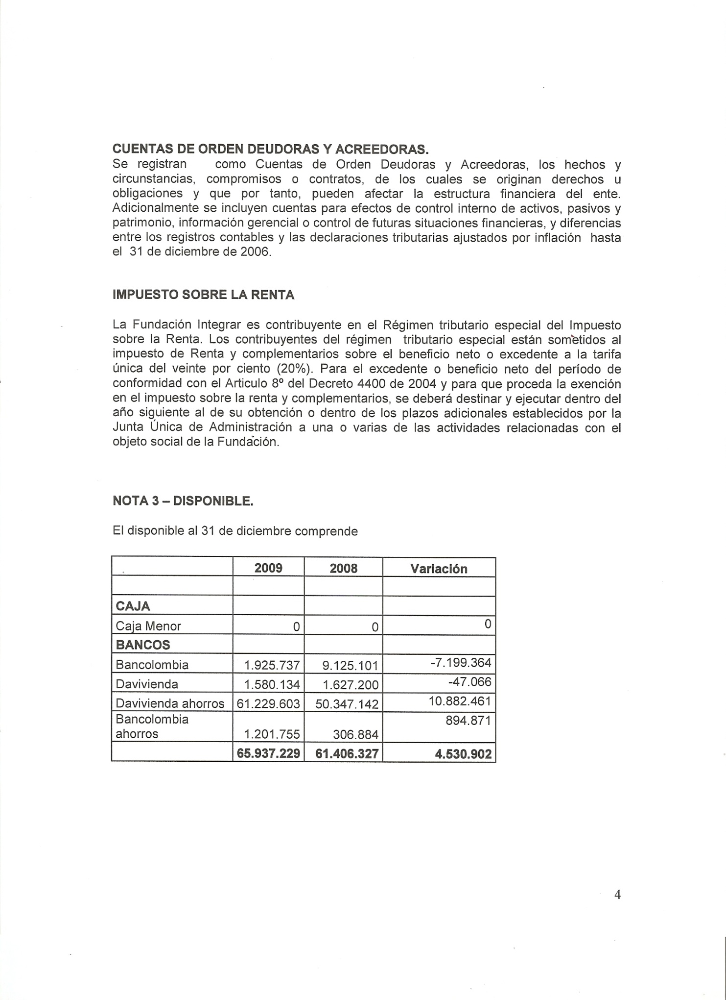 CUENTAS DE ORDEN DEUDORAS Y ACREEDORAS.
Se registran como Cuentas de Orden Deudoras y Acreedoras, los hechos y
circunstancias, compromisos o contratos, de los cuales se originan derechos u
obligaciones y que por tanto, pueden afectar la estructura financiera del ente.
Adicionalmente se incluyen cuentas para efectos de control interno de activos, pasivos y
patrimonio, información gerencial o control de futuras situaciones financieras, y diferencias
entre los registros contables y las declaraciones tributarias ajustados por inflación hasta
el 31 de diciembre de 2006.
IMPUESTO SOBRE LA RENTA
La Fundación Integrar es contribuyente en el Régimen tributario especial del Impuesto
sobre la Renta. Los contribuyentes del régimen tributario especial están sometidos al
impuesto de Renta y complementarios sobre el beneficio neto o excedente a la tarifa
única del veinte por ciento (20%). Para el excedente o beneficio neto del período de
conformidad con el Articulo 8º del Decreto 4400 de 2004 y para que proceda la exención
en el impuesto sobre la renta y complementarios, se deberá destinar y ejecutar dentro del
año siguiente al de su obtención o dentro de los plazos adicionales establecidos por la
Junta Única de Administración a una o varias de las actividades relacionadas con el
objeto social de la Fundación.
NOTA 3 – DISPONIBLE.
El disponible al 31 de diciembre comprende
2009 2008 Variación
CAJA
Caja Menor 0 0 0
BANCOS
Bancolombia 1.925.737 9.125.101 -7.199.364
Davivienda 1.580.134 1.627.200 -47.066
Davivienda ahorros 61.229.603 50.347.142 10.882.461
Bancolombia
ahorros 1.201.755 306.884 894.871
65.937.229 61.406.327 4.530.902
4